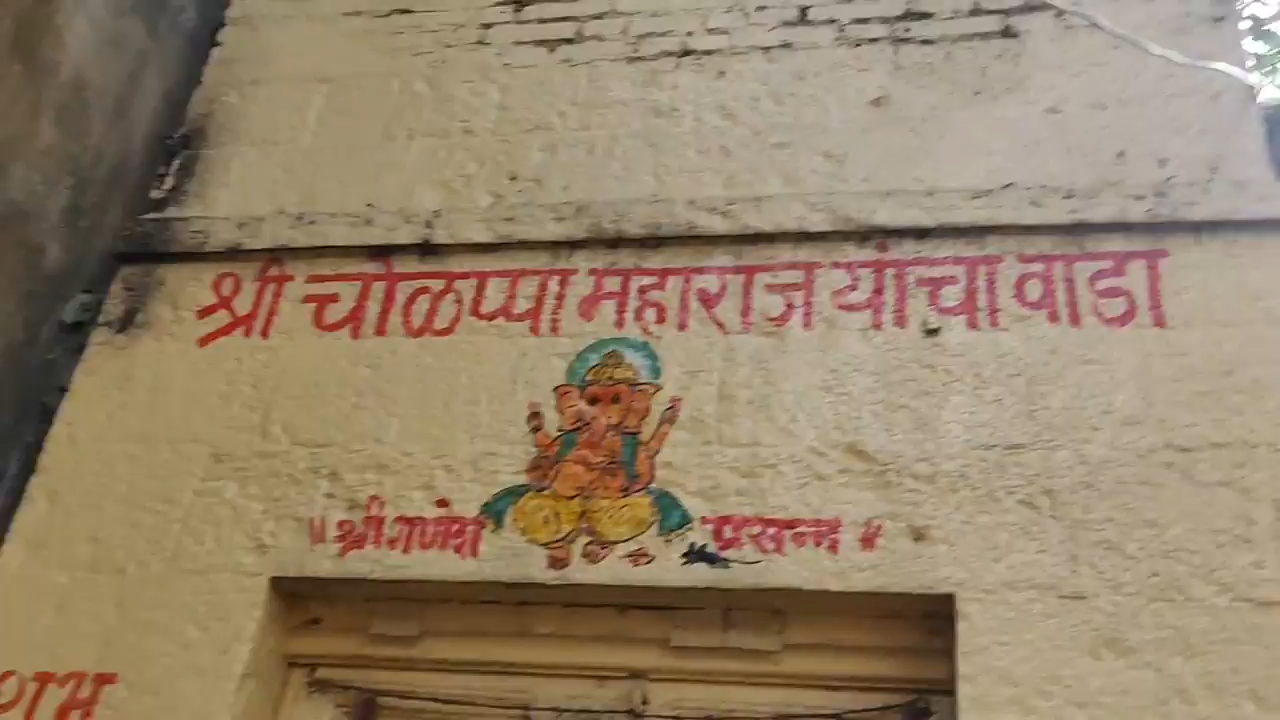 श्री चोळप्पा महाराज यांचा वाडा
॥ श्री गणेश प्रसन्न ॥